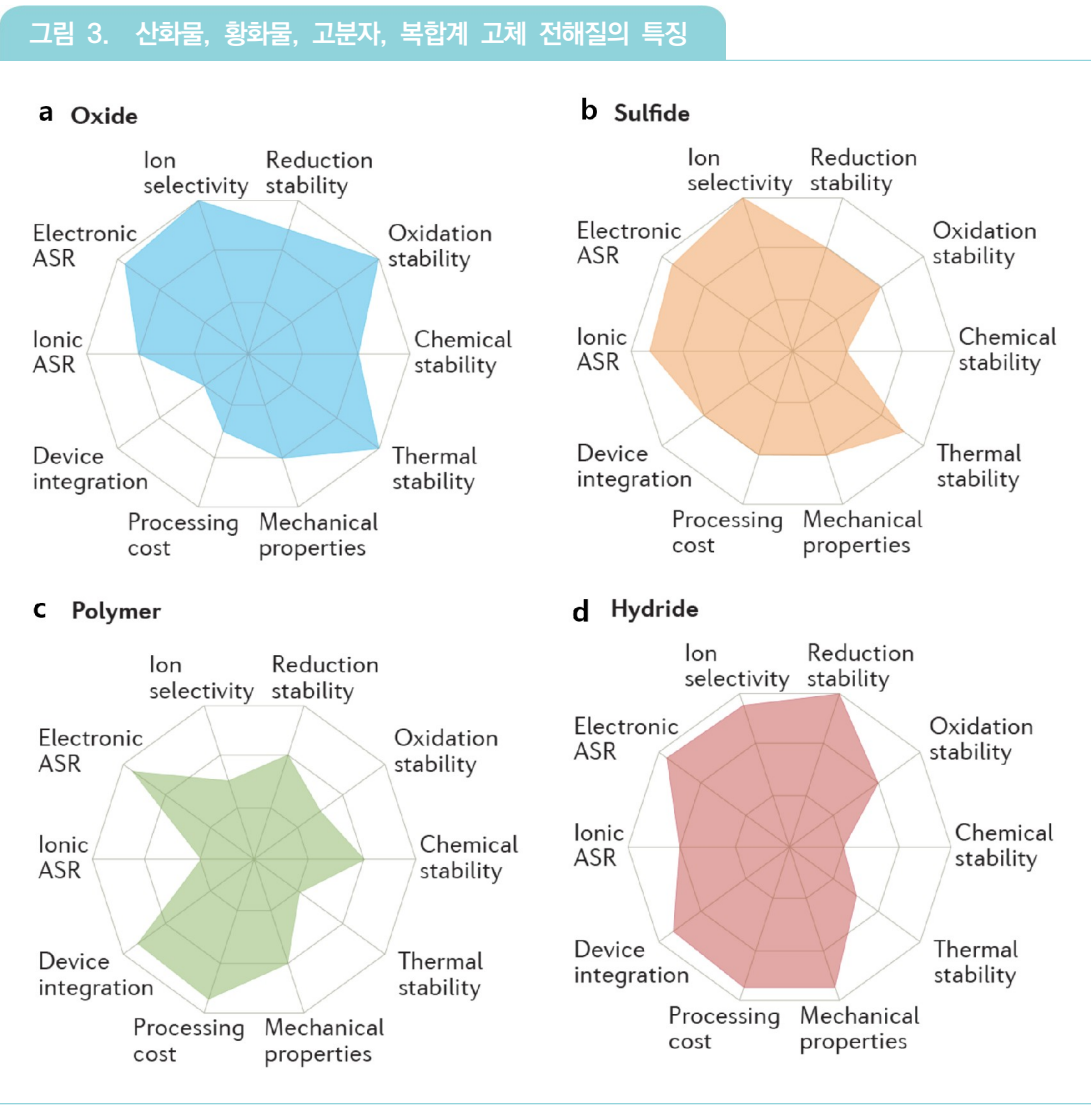 그림 3. 산화물, 황화물, 고분자, 복합계 고체 전해질의 특징
a Oxide
Ion
selectivity
Reduction
stability
Electronic
ASR
Oxidation
stability
Ionic
ASR
Chemical
stability
Device
integration
Thermal
stability
Processing
cost
Mechanical
properties
b Sulfide
Ion
selectivity
Reduction
stability
Electronic
ASR
Oxidation
stability
Ionic
ASR
Chemical
stability
Device
integration
Thermal
stability
Processing
cost
Mechanical
properties
c Polymer
Ion
selectivity
Reduction
stability
Electronic
ASR
Oxidation
stability
Ionic
ASR
Chemical
stability
Device
integration
Thermal
stability
Processing
cost
Mechanical
properties
d Hydride
Ion
selectivity
Reduction
stability
Electronic
ASR
Oxidation
stability
Ionic
ASR
Chemical
stability
Device
integration
Thermal
stability
Processing
cost
Mechanical
properties